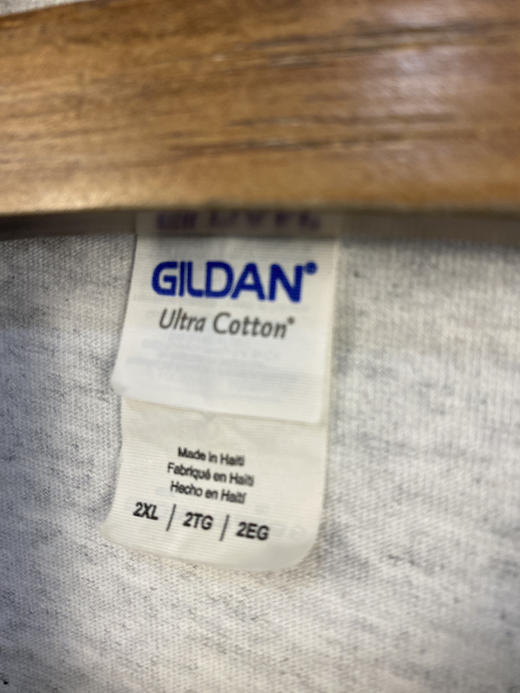 GILDAN®
Ultra Cotton®
Made in Haiti
Fabriqué en Haïti
Hecho en Haití
2XL / 2TG / 2EG